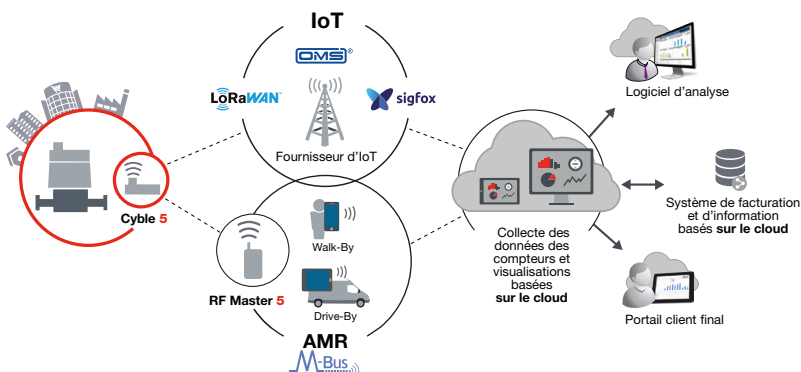 IoT
OMS®
LoRaWAN™
sigfox
Fournisseur d'IoT
Cyble 5
RF Master 5
Walk-By
Drive-By
AMR
M-Bus
Collecte des
données des
compteurs et
visualisations
basées
sur le cloud
Logiciel d'analyse
Système de facturation
et d'information
basés sur le cloud
Portail client final